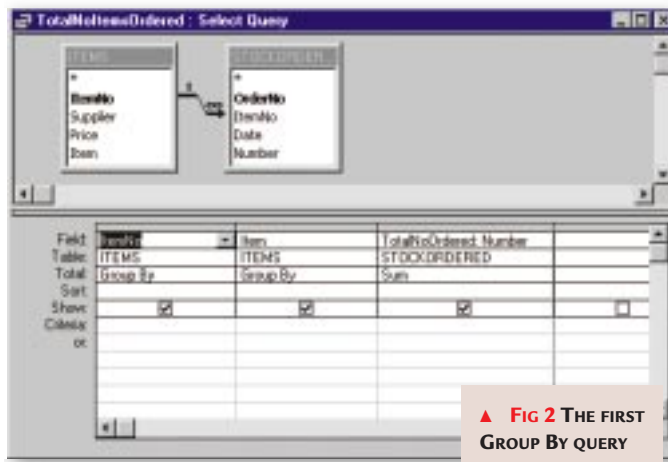 TotalNoItemsOrdered : Select Query
ITEMS
*
ItemNo
Supplier
Price
Item
1
∞
*
OrderNo
ItemNo
Date
Number
Field: ItemNo Item TotalNoOrdered: Number
Table: ITEMS ITEMS STOCKORDERED
Total: Group By Group By Sum
Sort:
Show:
Criteria:
or:
▲ FIG 2 THE FIRST
GROUP BY QUERY